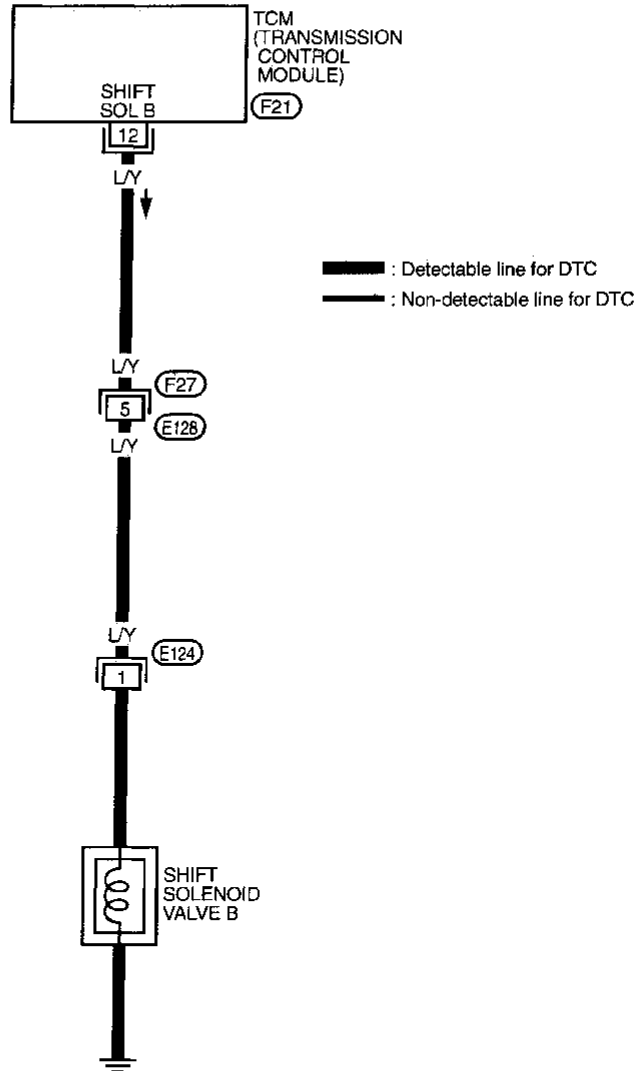 TCM
(TRANSMISSION
CONTROL
MODULE)
SHIFT
SOL B
F21
12
L/Y
: Detectable line for DTC
: Non-detectable line for DTC
L/Y
F27
5
E128
L/Y
L/Y
E124
1
SHIFT
SOLENOID
VALVE B